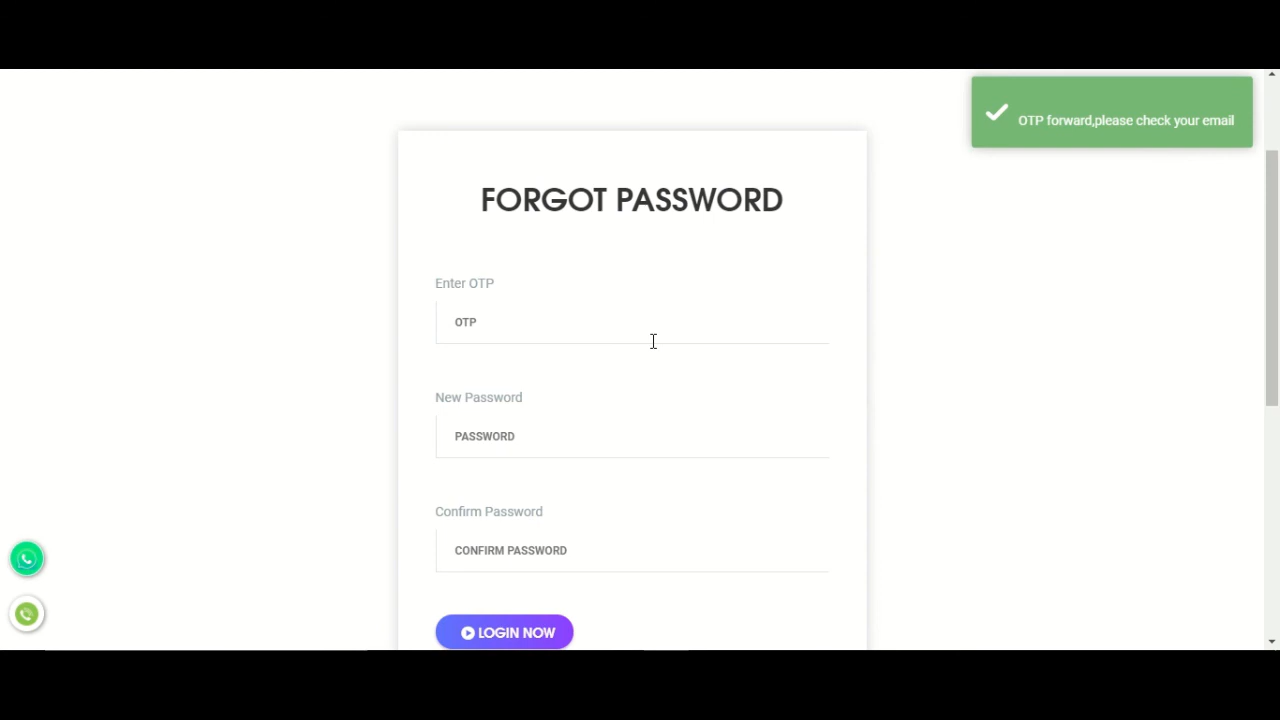 OTP forward,please check your email
FORGOT PASSWORD
Enter OTP
OTP
New Password
PASSWORD
Confirm Password
CONFIRM PASSWORD
LOGIN NOW